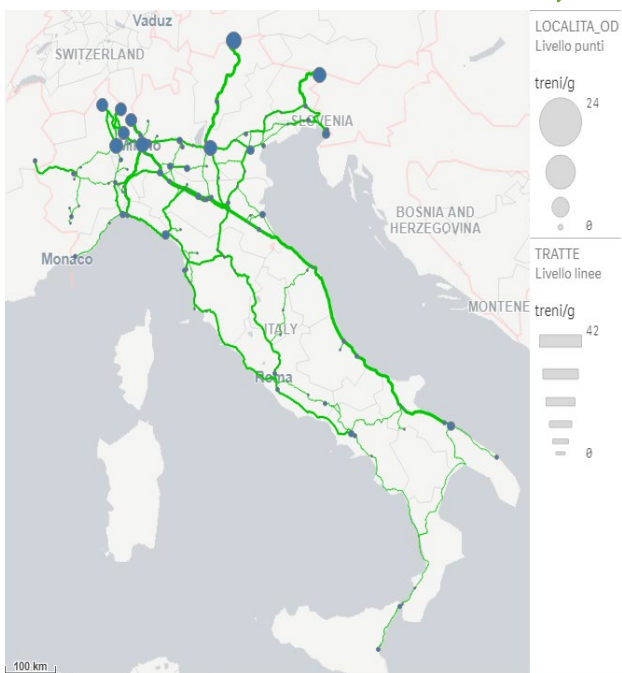 Vaduz
SWITZERLAND
SLOVENIA
BOSNIA AND
HERZEGOVINA
Monaco
MONTENE
ITALY
Roma
100 km
LOCALITA_OD
Livello punti
treni/g
24
0
TRATTE
Livello linee
treni/g
42
0